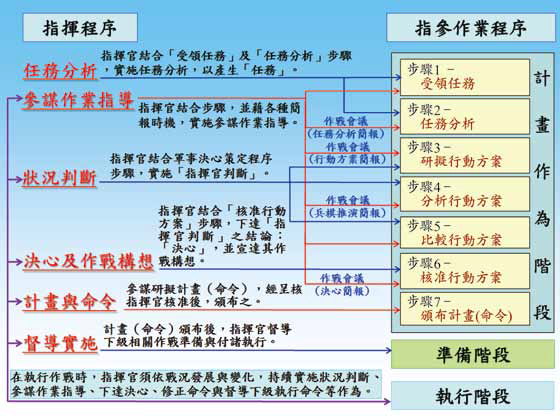 指揮程序
指參作業程序
任務分析
指揮官結合「受領任務」及「任務分析」步驟
，實施任務分析，以產生「任務」。
參謀作業指導
指揮官結合步驟，並藉各種簡
報時機，實施參謀作業指導。
狀況判斷
指揮官結合軍事決心策定程序
步驟，實施「指揮官判斷」。
決心及作戰構想
指揮官結合「核准行動
方案」步驟，下達「指
揮官判斷」之結論：
「決心」，並宣達其作
戰構想。
計畫與命令
參謀研擬計畫（命令），經呈核
指揮官核准後，頒布之。
督導實施
計畫（命令）頒布後，指揮官督導
下級相關作戰準備與付諸執行。
作戰會議
(任務分析簡報)
作戰會議
(行動方案簡報)
作戰會議
(兵棋推演簡報)
作戰會議
(決心簡報)
步驟1－
受領任務
步驟2－
任務分析
步驟3－
研擬行動方案
步驟4－
分析行動方案
步驟5－
比較行動方案
步驟6－
核准行動方案
步驟7－
頒布計畫(命令)
計畫作為階段
準備階段
執行階段
在執行作戰時，指揮官須依戰況發展與變化，持續實施狀況判斷、
參謀作業指導、下達決心、修正命令與督導下級執行命令等作為。